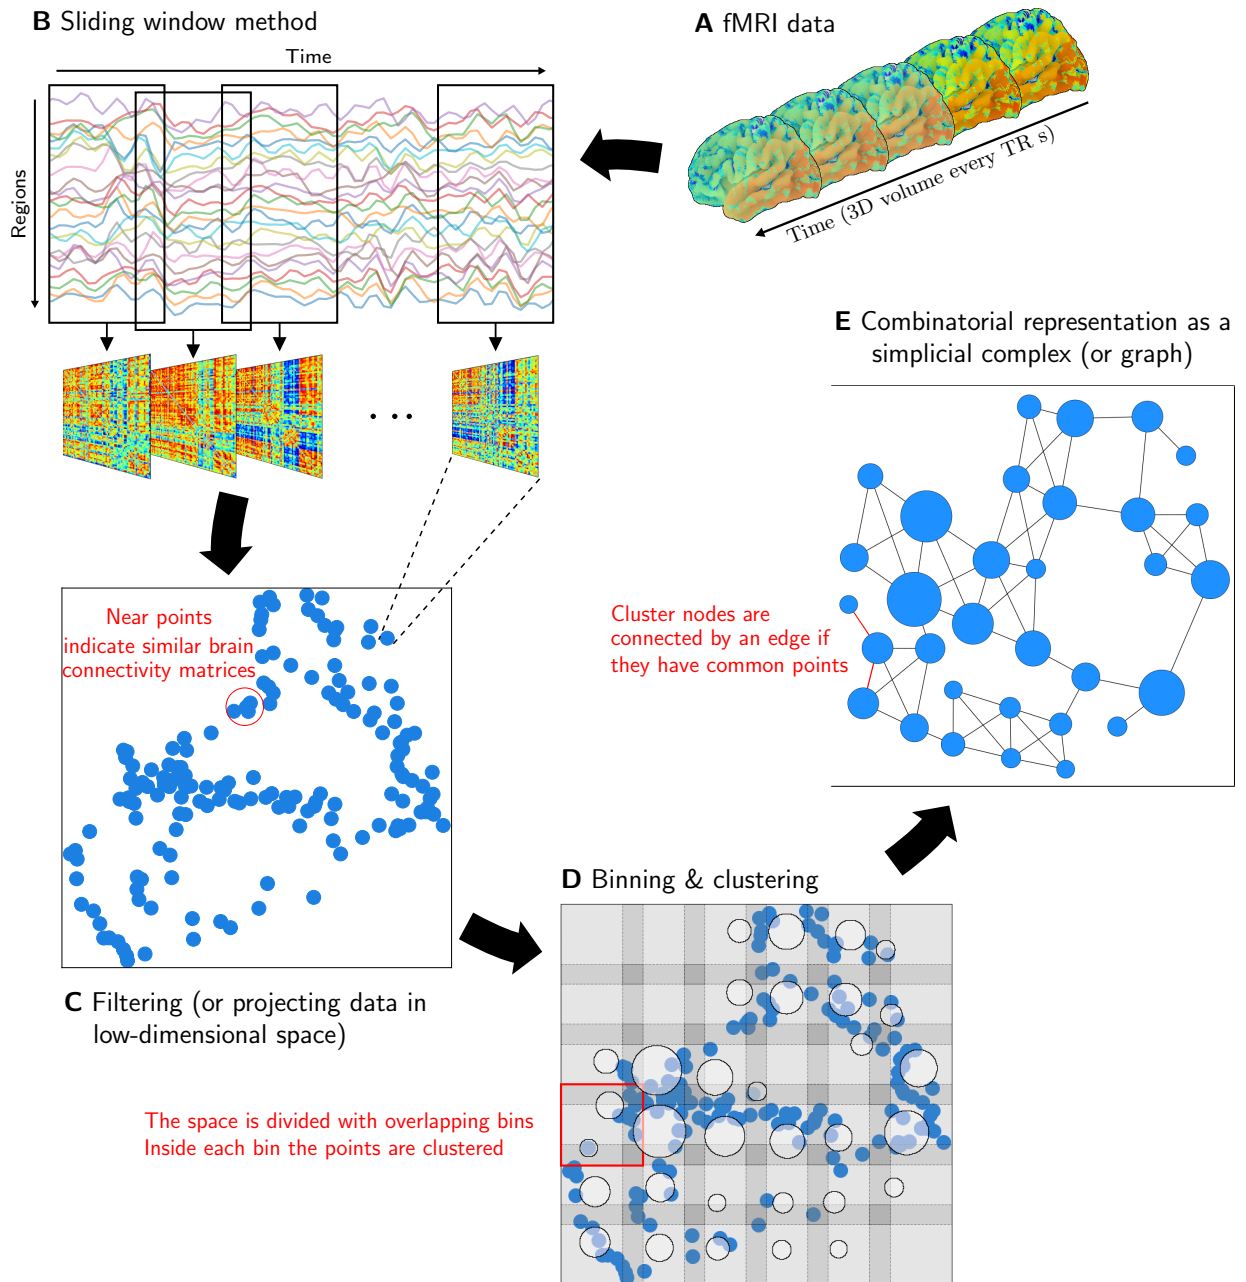 B Sliding window method
Time
Regions
A fMRI data
Time (3D volume every TR s)
E Combinatorial representation as a
simplicial complex (or graph)
Near points
indicate similar brain
connectivity matrices
Cluster nodes are
connected by an edge if
they have common points
C Filtering (or projecting data in
low-dimensional space)
D Binning & clustering
The space is divided with overlapping bins
Inside each bin the points are clustered